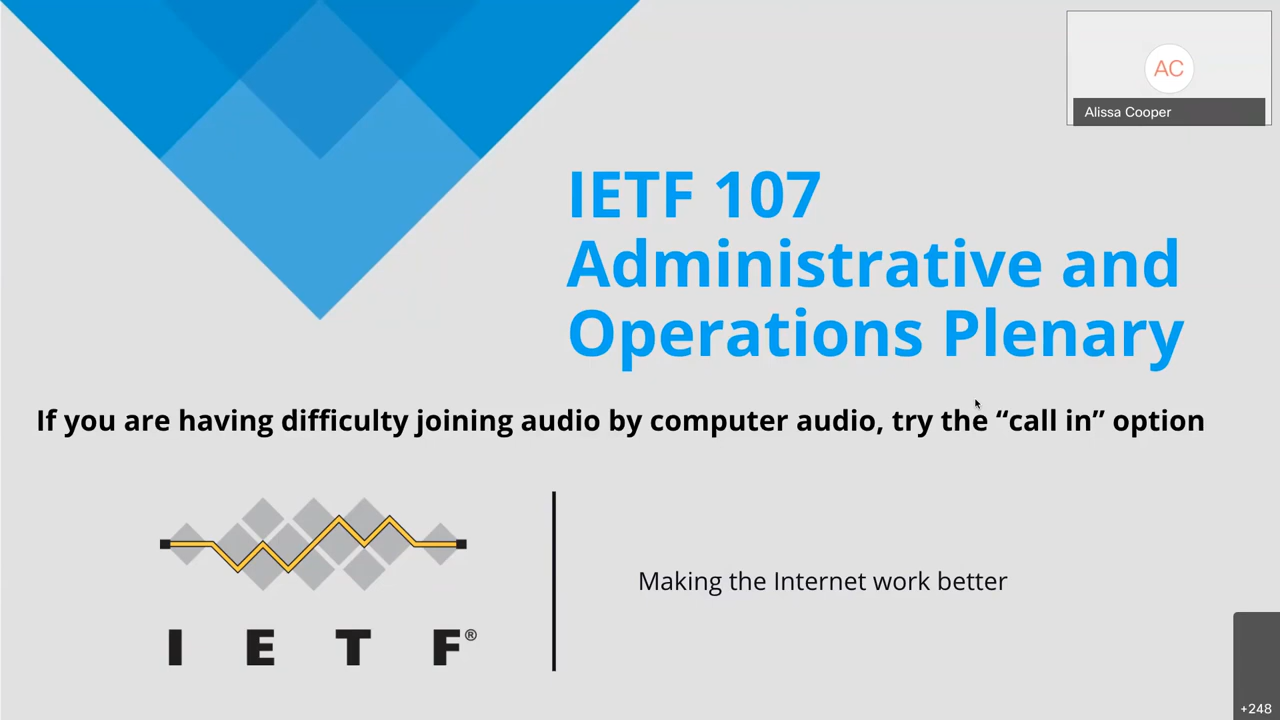 AC
Alissa Cooper
IETF 107
Administrative and
Operations Plenary
If you are having difficulty joining audio by computer audio, try the “call in” option
Making the Internet work better
I E T F®
+248